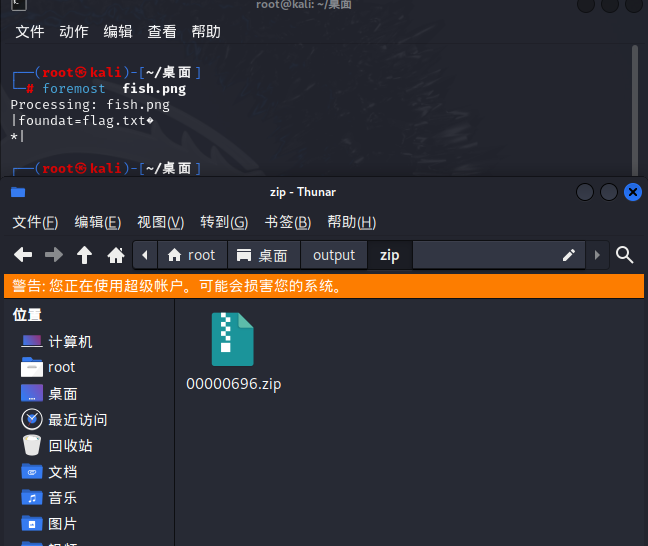 root@kali: ~/桌面
文件 动作 编辑 查看 帮助
┌──(root㉿kali)-[~/桌面]
└─# foremost fish.png
Processing: fish.png
|foundat=flag.txt�
*|
┌──(root㉿kali)-[~/桌面]
zip - Thunar
文件(F) 编辑(E) 视图(V) 转到(G) 书签(B) 帮助(H)
root 桌面 output zip
警告: 您正在使用超级帐户。可能会损害您的系统。
位置
计算机
root
00000696.zip
桌面
最近访问
回收站
文档
音乐
图片
视频